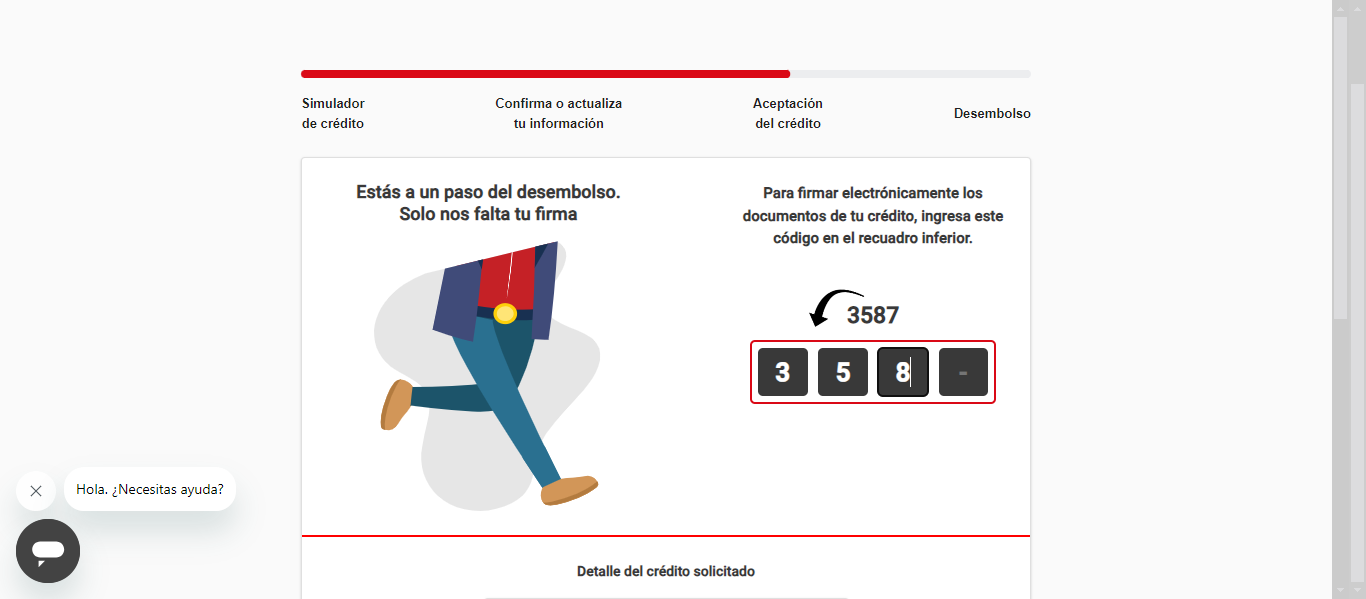 Simulador
de crédito
Confirma o actualiza
tu información
Aceptación
del crédito
Desembolso
Estás a un paso del desembolso.
Solo nos falta tu firma
Para firmar electrónicamente los
documentos de tu crédito, ingresa este
código en el recuadro inferior.
3587
3 5 8 -
Hola. ¿Necesitas ayuda?
Detalle del crédito solicitado